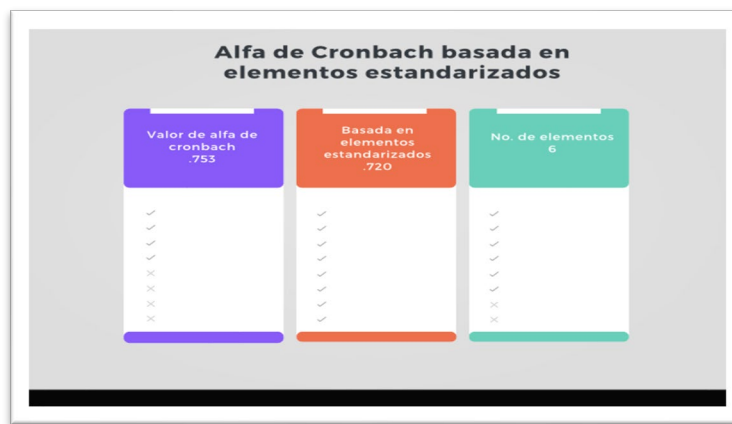 Alfa de Cronbach basada en
elementos estandarizados
Valor de alfa de
cronbach
.753
Basada en
elementos
estandarizados
.720
No. de elementos
6